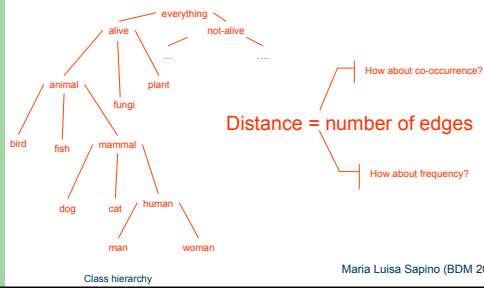 everything
alive
not-alive
...
....
animal
fungi
plant
bird
fish
mammal
dog
cat
human
man
woman
Class hierarchy
How about co-occurrence?
Distance = number of edges
How about frequency?
Maria Luisa Sapino (BDM 20